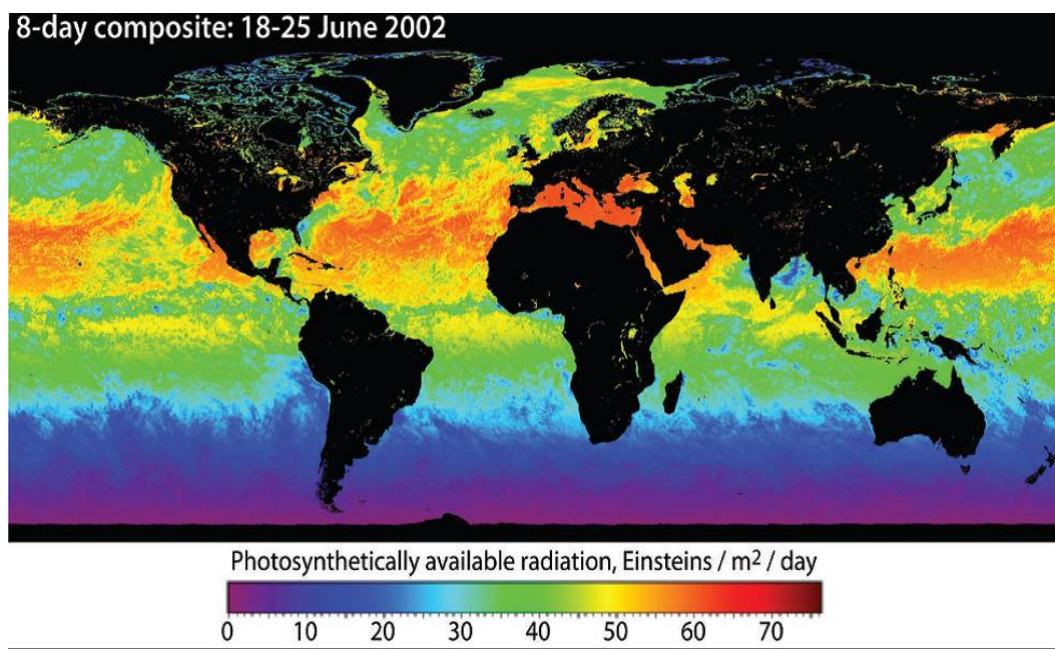 8-day composite: 18-25 June 2002
Photosynthetically available radiation, Einsteins / m² / day
0 10 20 30 40 50 60 70